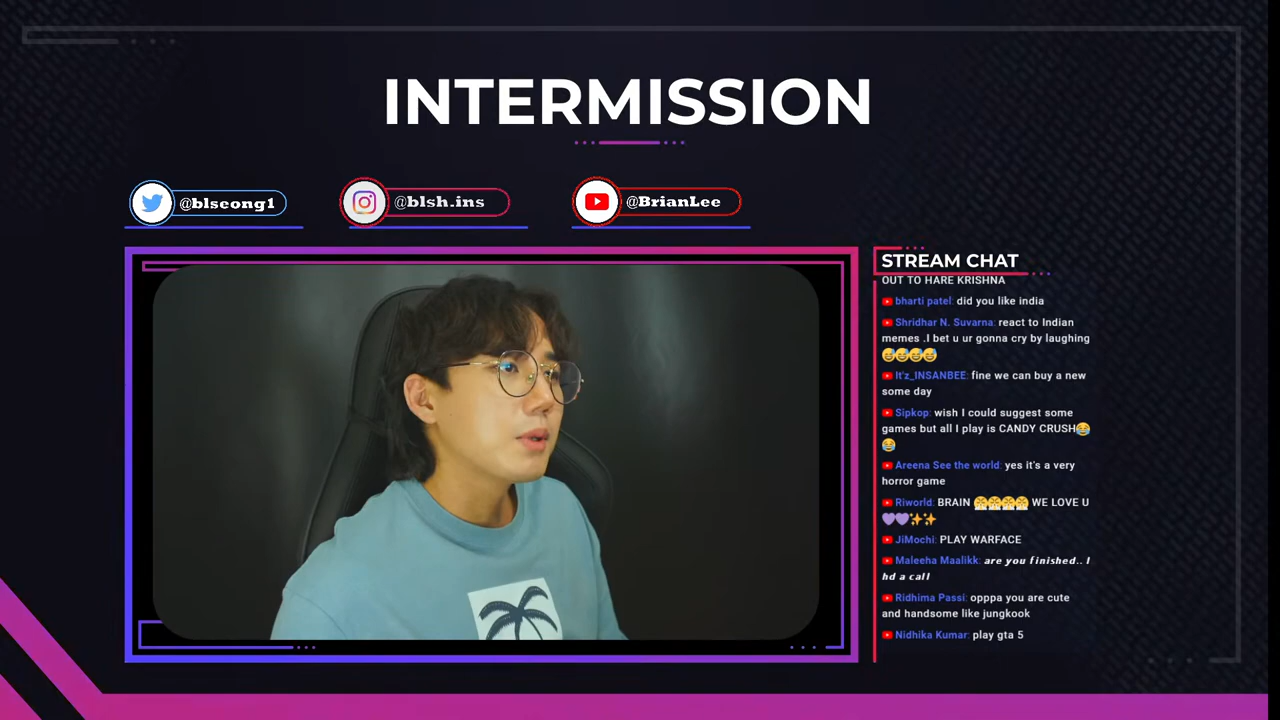 INTERMISSION
@blseong1
@blsh.ins
@BrianLee
STREAM CHAT
OUT TO HARE KRISHNA
bharti patel: did you like india
Shridhar N. Suvarna: react to Indian
memes .I bet u ur gonna cry by laughing
😅😅😅😅
It'z_INSANBEE: fine we can buy a new
some day
Sipkop: wish I could suggest some
games but all I play is CANDY CRUSH😂
😂
Areena See the world: yes it's a very
horror game
Riworld: BRAIN 😤😤😤😤 WE LOVE U
💜💜✨✨
JiMochi: PLAY WARFACE
Maleeha Maalikk: are you finished.. I
hd a call
Ridhima Passi: opppa you are cute
and handsome like jungkook
Nidhika Kumar: play gta 5